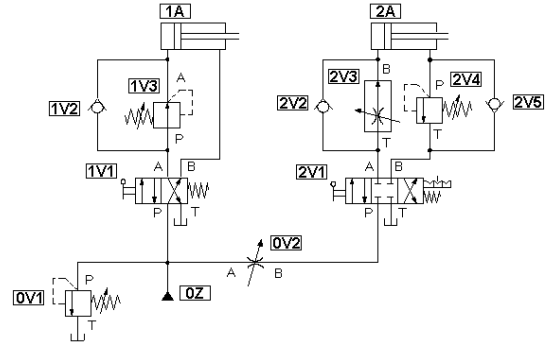 1A 2A
A B
1V3 2V3 P 2V4
1V2 2V2 2V5
P T T
A B A B
1V1 2V1
P T P T
0V2
A B
P
0V1 0Z
T